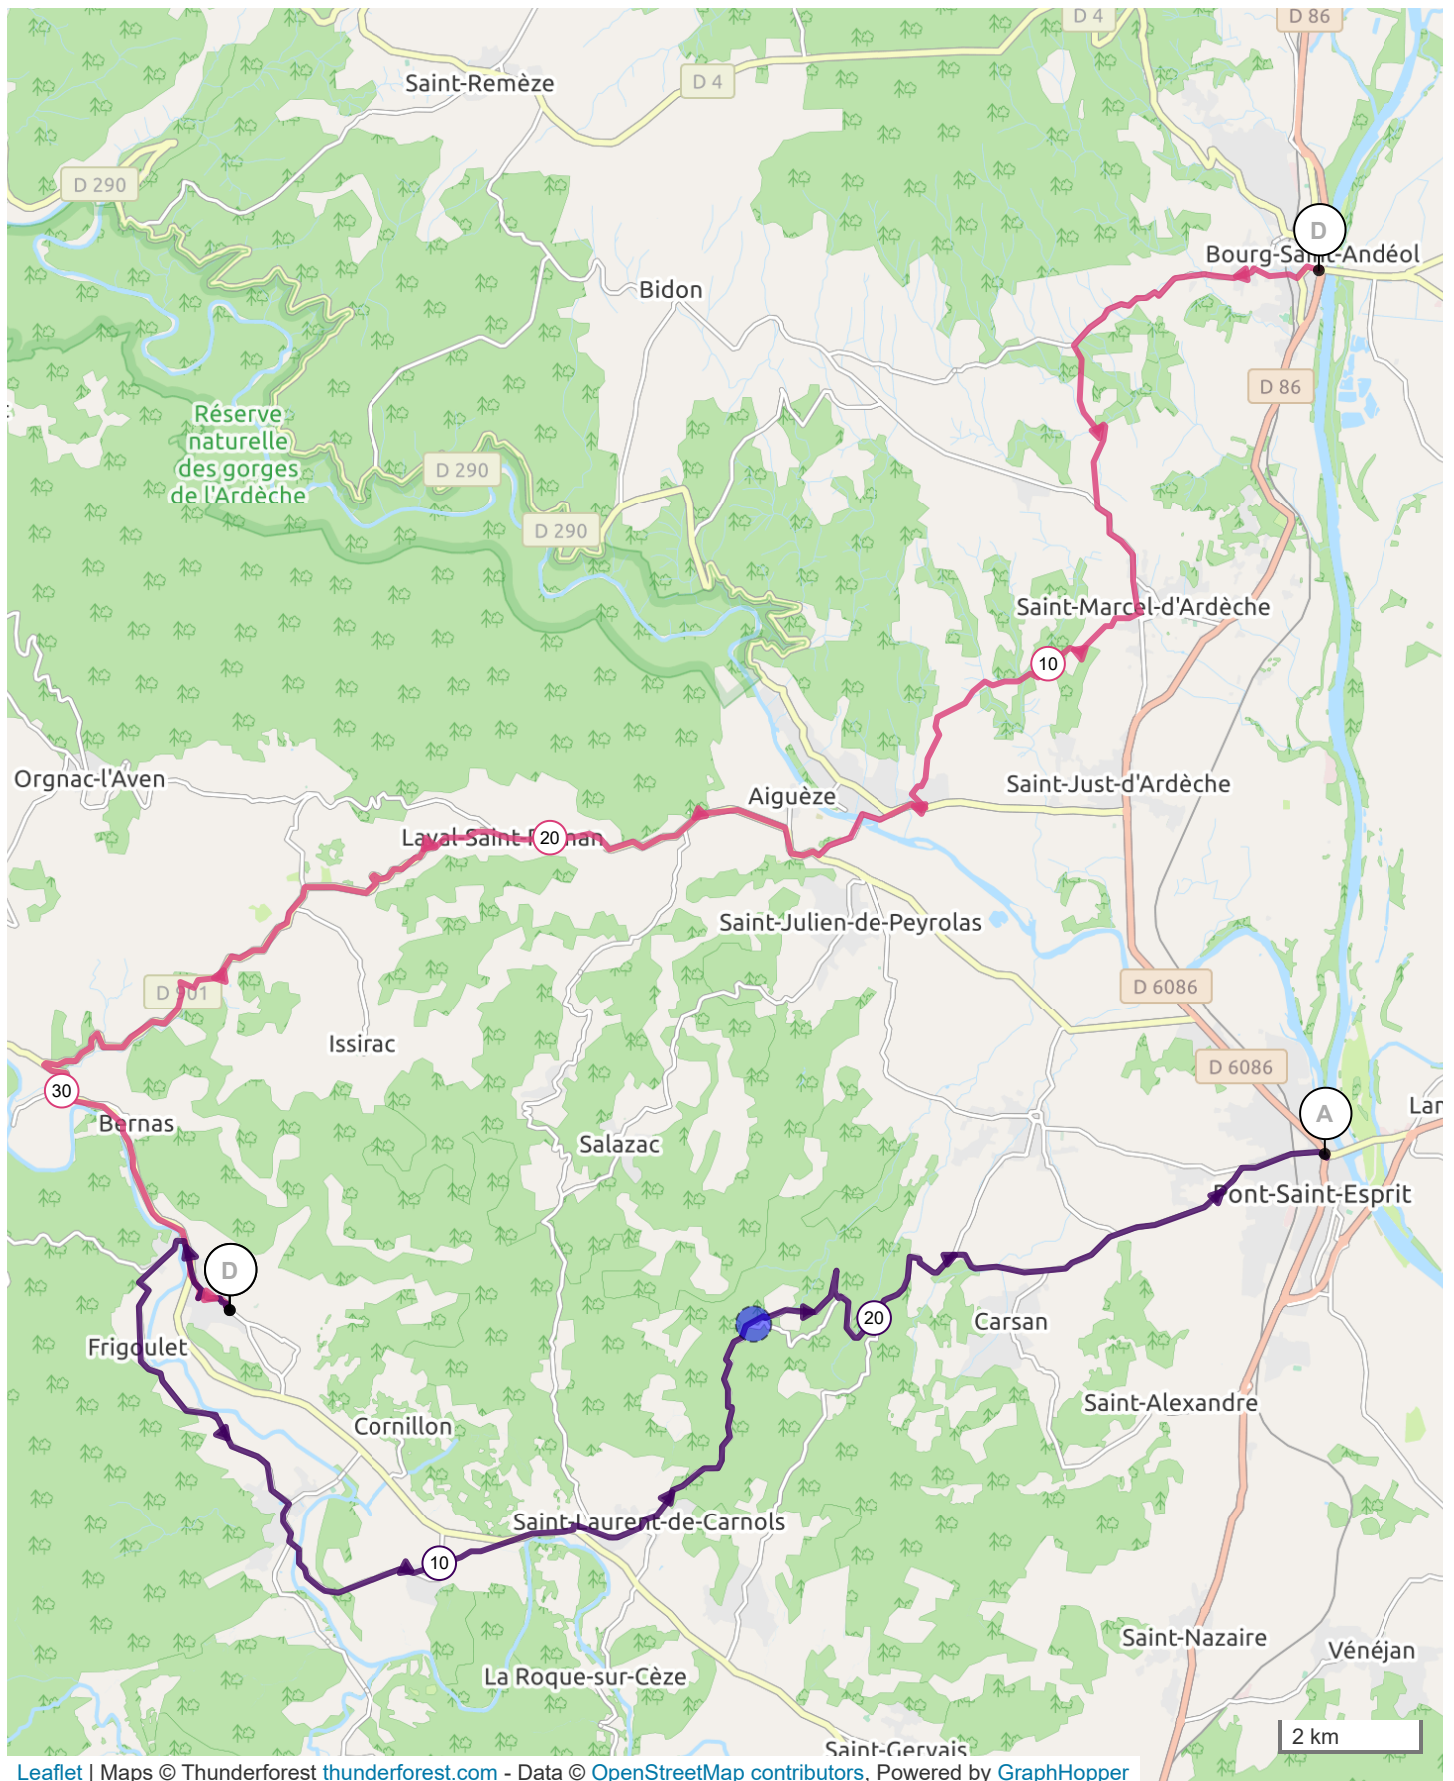 D 4
D 86
Saint-Remèze
D 4
D 290
D
Bourg-Saint-Andéol
Bidon
D 86
Réserve
naturelle
des gorges
de l'Ardèche
D 290
D 290
Saint-Marcel-d'Ardèche
10
Orgnac-l'Aven
Saint-Just-d'Ardèche
Aiguèze
20
Saint-Julien-de-Peyrolas
D 901
D 6086
Issirac
D 6086
30
A
Bernas
Salazac
Pont-Saint-Esprit
D
20
Carsan
Frigoulet
Saint-Alexandre
Cornillon
Saint-Laurent-de-Carnols
10
Saint-Nazaire
Vénéjan
La Roque-sur-Cèze
2 km
Saint-Gervais
Leaflet | Maps © Thunderforest thunderforest.com - Data © OpenStreetMap contributors, Powered by GraphHopper